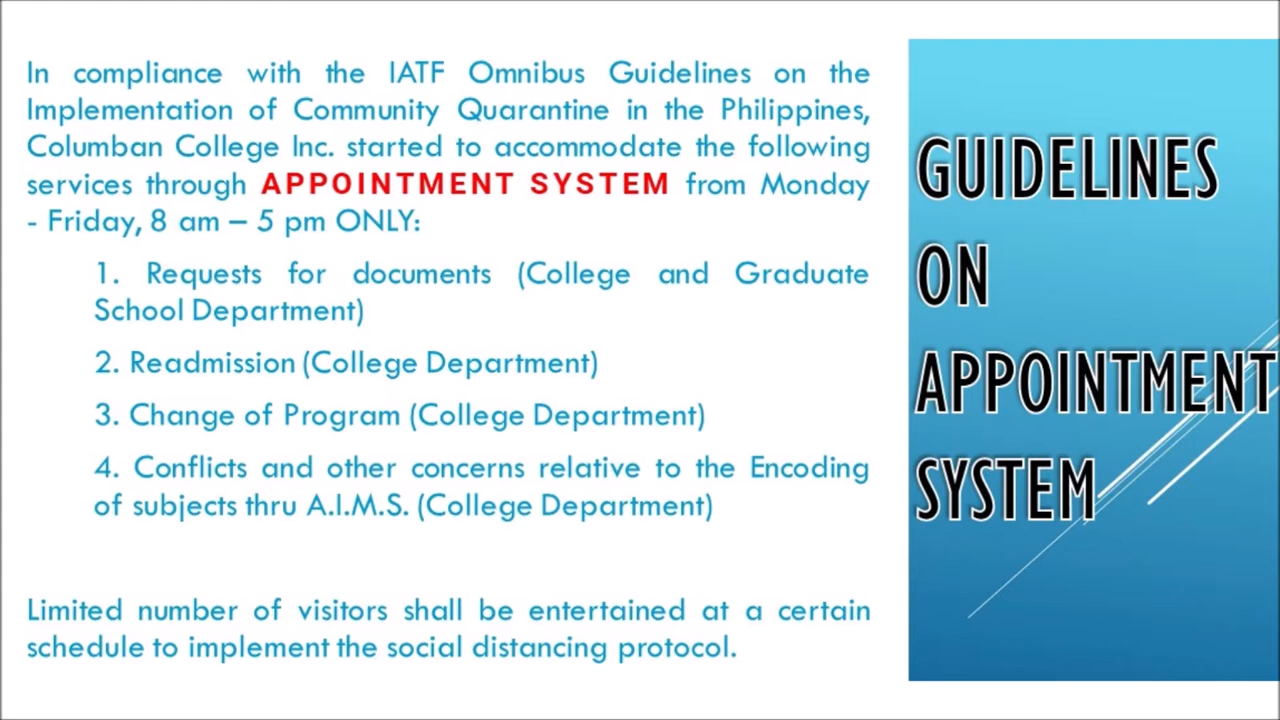 In compliance with the IATF Omnibus Guidelines on the
Implementation of Community Quarantine in the Philippines,
Columban College Inc. started to accommodate the following
services through APPOINTMENT SYSTEM from Monday
- Friday, 8 am – 5 pm ONLY:
1. Requests for documents (College and Graduate
School Department)
2. Readmission (College Department)
3. Change of Program (College Department)
4. Conflicts and other concerns relative to the Encoding
of subjects thru A.I.M.S. (College Department)
Limited number of visitors shall be entertained at a certain
schedule to implement the social distancing protocol.
GUIDELINES
ON
APPOINTMENT
SYSTEM